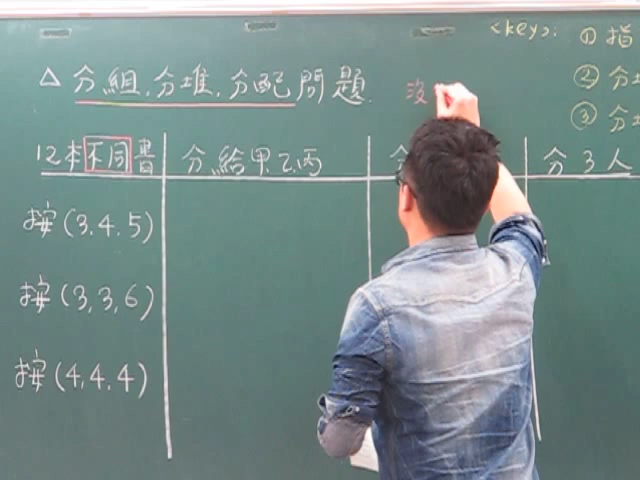 <key>: ① 指
△ 分組.分堆.分配問題.
沒
② 分
③ 分
12本不同書
分給甲乙丙
分
分3人
按(3.4.5)
按(3,3,6)
按(4,4.4)